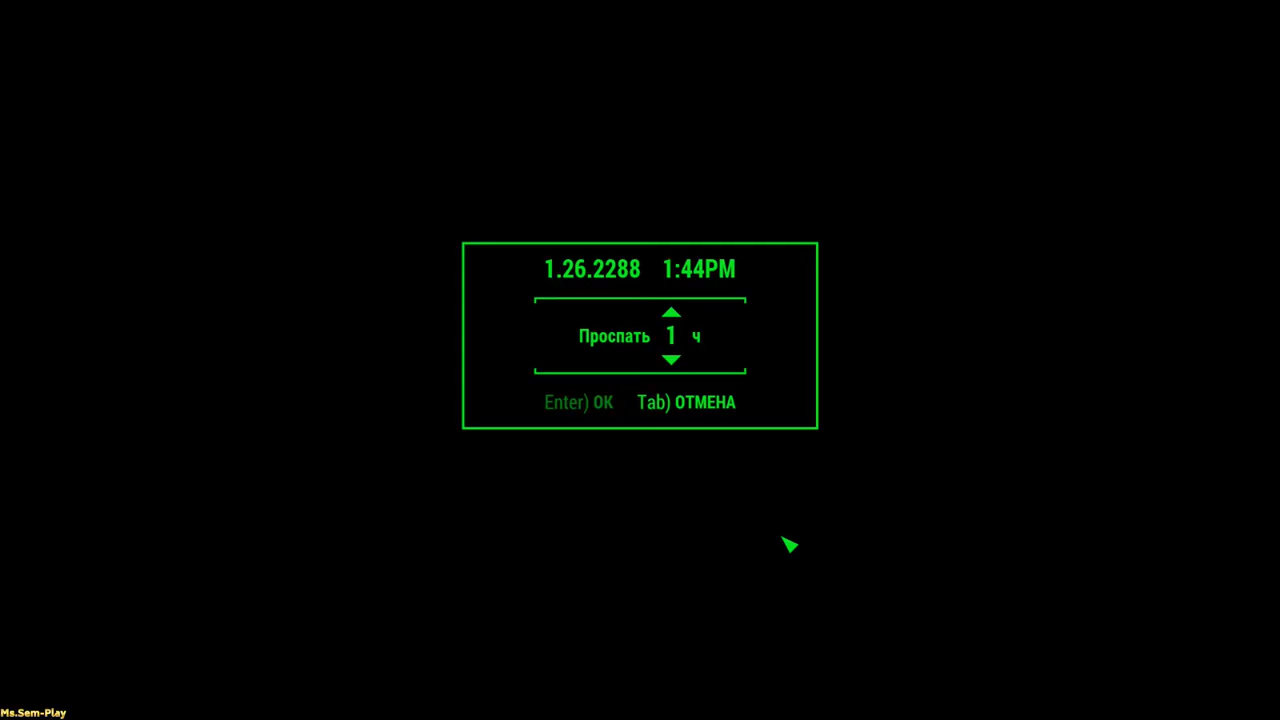 1.26.2288 1:44PM
Проспать 1 ч
Enter) ОК Tab) ОТМЕНА
Ms.Sem-Play